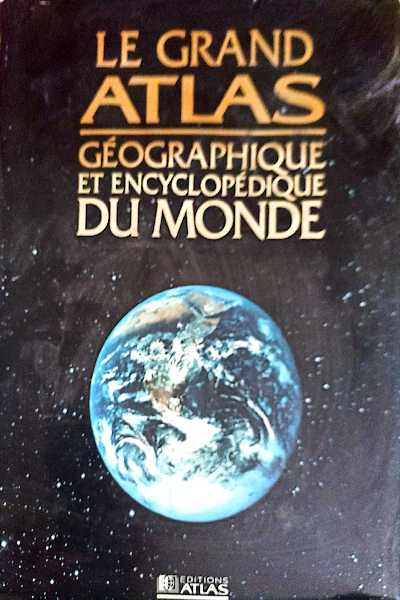 LE GRAND
ATLAS
GÉOGRAPHIQUE
ET ENCYCLOPÉDIQUE
DU MONDE
EDITIONS
ATLAS